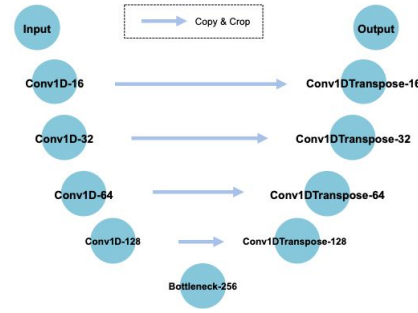 Input
Copy & Crop
Output
Conv1D-16
Conv1DTranspose-16
Conv1D-32
Conv1DTranspose-32
Conv1D-64
Conv1DTranspose-64
Conv1D-128
Conv1DTranspose-128
Bottleneck-256